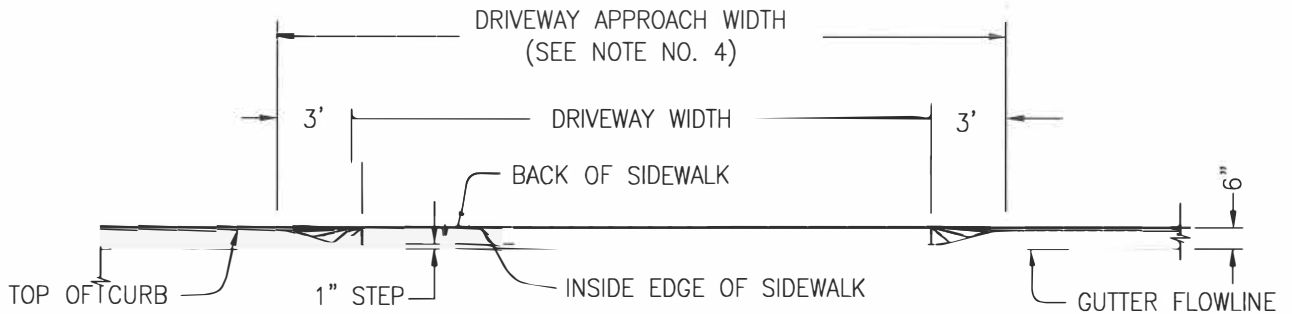 DRIVEWAY APPROACH WIDTH
(SEE NOTE NO. 4)
3'
DRIVEWAY WIDTH
3'
BACK OF SIDEWALK
6"
TOP OF CURB
1" STEP
INSIDE EDGE OF SIDEWALK
GUTTER FLOWLINE